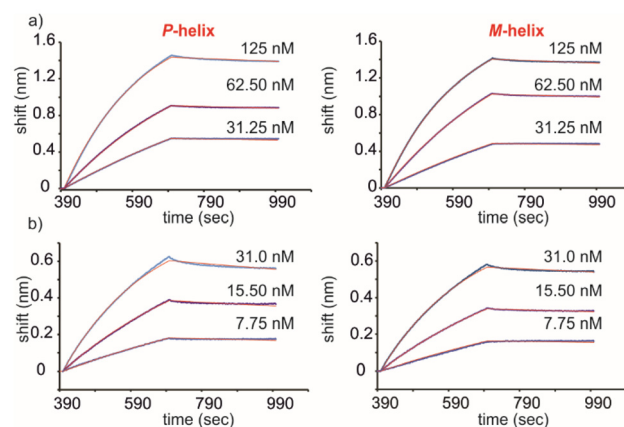 a)
P-helix
M-helix
1.6
1.2
0.8
0.4
0
shift (nm)
125 nM
62.50 nM
31.25 nM
390 590 790 990
time (sec)
1.6
1.2
0.8
0.4
0
shift (nm)
125 nM
62.50 nM
31.25 nM
390 590 790 990
time (sec)
b)
0.6
0.4
0.2
0
shift (nm)
31.0 nM
15.50 nM
7.75 nM
390 590 790 990
time (sec)
0.6
0.4
0.2
0
shift (nm)
31.0 nM
15.50 nM
7.75 nM
390 590 790 990
time (sec)